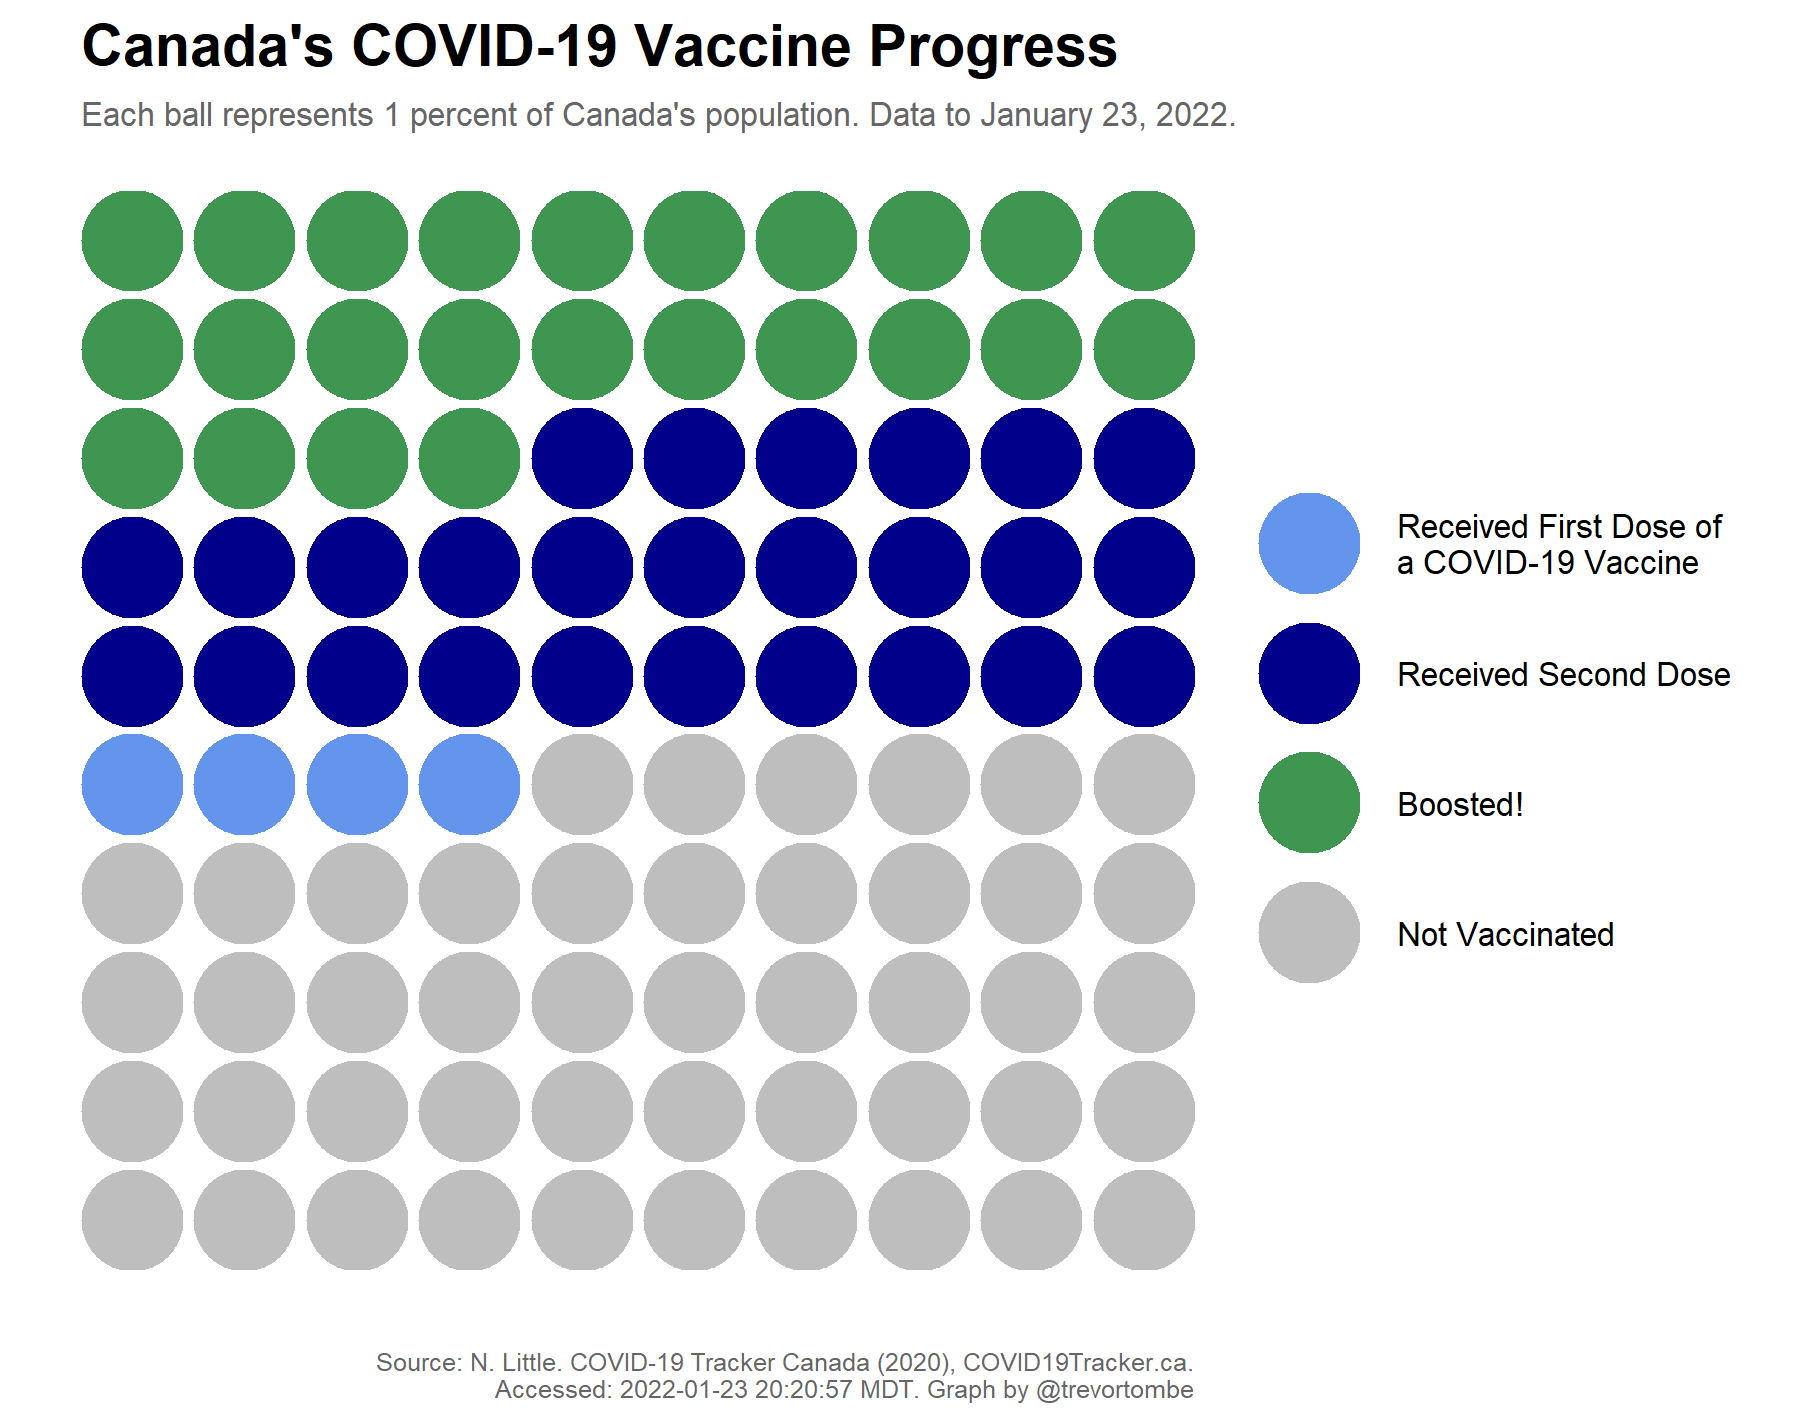 Canada's COVID-19 Vaccine Progress
Each ball represents 1 percent of Canada's population. Data to January 23, 2022.
Received First Dose of
a COVID-19 Vaccine
Received Second Dose
Boosted!
Not Vaccinated
Source: N. Little. COVID-19 Tracker Canada (2020), COVID19Tracker.ca.
Accessed: 2022-01-23 20:20:57 MDT. Graph by @trevortombe